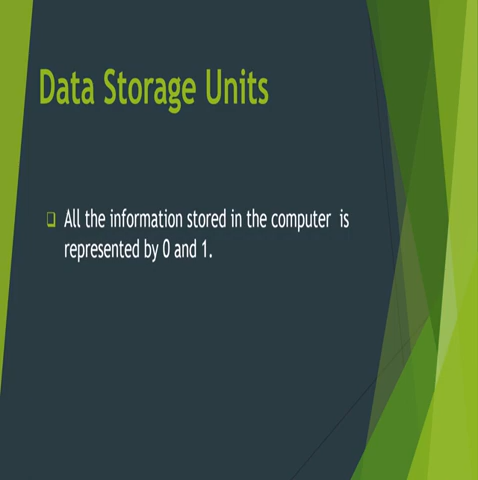 Data Storage Units
All the information stored in the computer is
represented by 0 and 1.